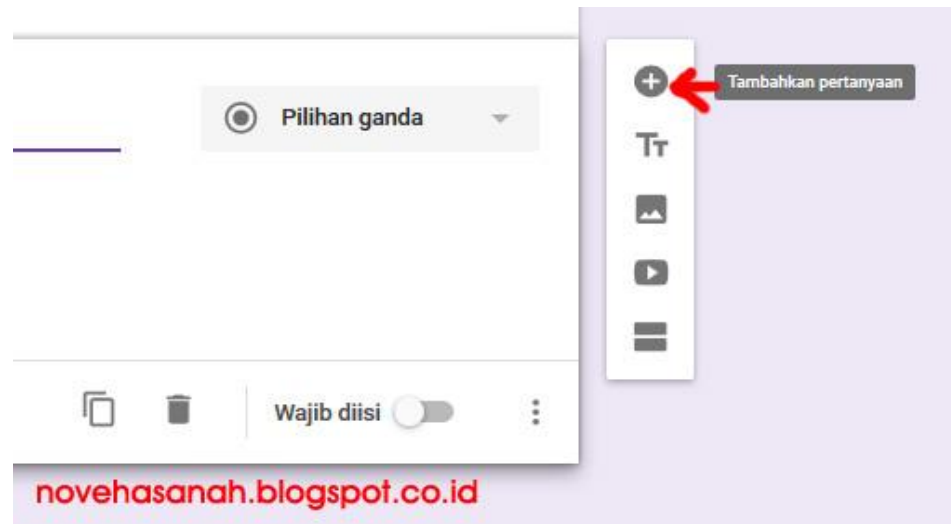 Tambahkan pertanyaan
Pilihan ganda
Tт
Wajib diisi
novehasanah.blogspot.co.id